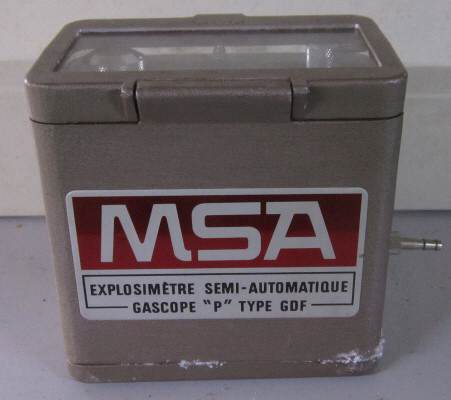 MSA
EXPLOSIMÈTRE SEMI-AUTOMATIQUE
GASCOPE "P" TYPE GDF